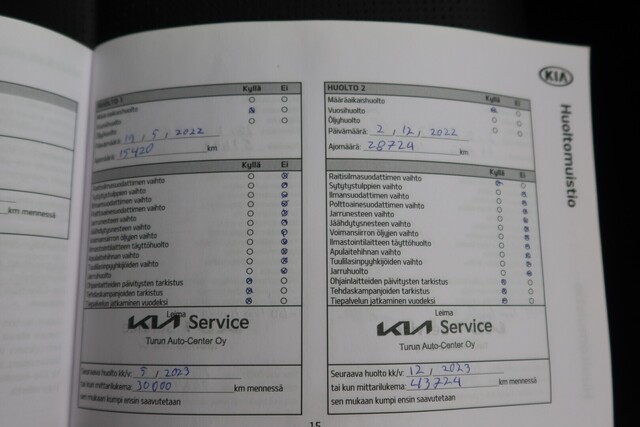 km mennessä
HUOLTO 1
Kyllä Ei
Määräaikaishuolto
Vuosihuolto
Öljyhuolto
Päivämäärä: 19, 5, 2022
Ajomäärä: 15420 km
Kyllä Ei
Raitisilmasuodattimen vaihto
Sytytystulppien vaihto
Ilmansuodattimen vaihto
Polttoainesuodattimen vaihto
Jarrunesteen vaihto
Jäähdytysnesteen vaihto
Voimansiirron öljyjen vaihto
Ilmastointilaitteen täyttöhuolto
Apulaitehihnan vaihto
Tuulilasinpyyhkijöiden vaihto
Jarruhuolto
Ohjainlaitteiden päivitysten tarkistus
Tehdaskampanjoiden tarkistus
Tiepalvelun jatkaminen vuodeksi
Leima
KIA Service
Turun Auto-Center Oy
Seuraava huolto kk/v: 5, 2023
tai kun mittarilukema: 30000 km mennessä
sen mukaan kumpi ensin saavutetaan
HUOLTO 2
Kyllä Ei
Määräaikaishuolto
Vuosihuolto
Öljyhuolto
Päivämäärä: 2, 12, 2022
Ajomäärä: 28724 km
Kyllä Ei
Raitisilmasuodattimen vaihto
Sytytystulppien vaihto
Ilmansuodattimen vaihto
Polttoainesuodattimen vaihto
Jarrunesteen vaihto
Jäähdytysnesteen vaihto
Voimansiirron öljyjen vaihto
Ilmastointilaitteen täyttöhuolto
Apulaitehihnan vaihto
Tuulilasinpyyhkijöiden vaihto
Jarruhuolto
Ohjainlaitteiden päivitysten tarkistus
Tehdaskampanjoiden tarkistus
Tiepalvelun jatkaminen vuodeksi
Leima
KIA Service
Turun Auto-Center Oy
Seuraava huolto kk/v: 12, 2023
tai kun mittarilukema: 43724 km mennessä
sen mukaan kumpi ensin saavutetaan
KIA
Huoltomuistio
15